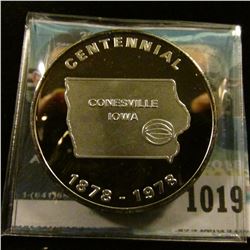 CENTENNIAL
CONESVILLE
IOWA
1878 - 1978
1019